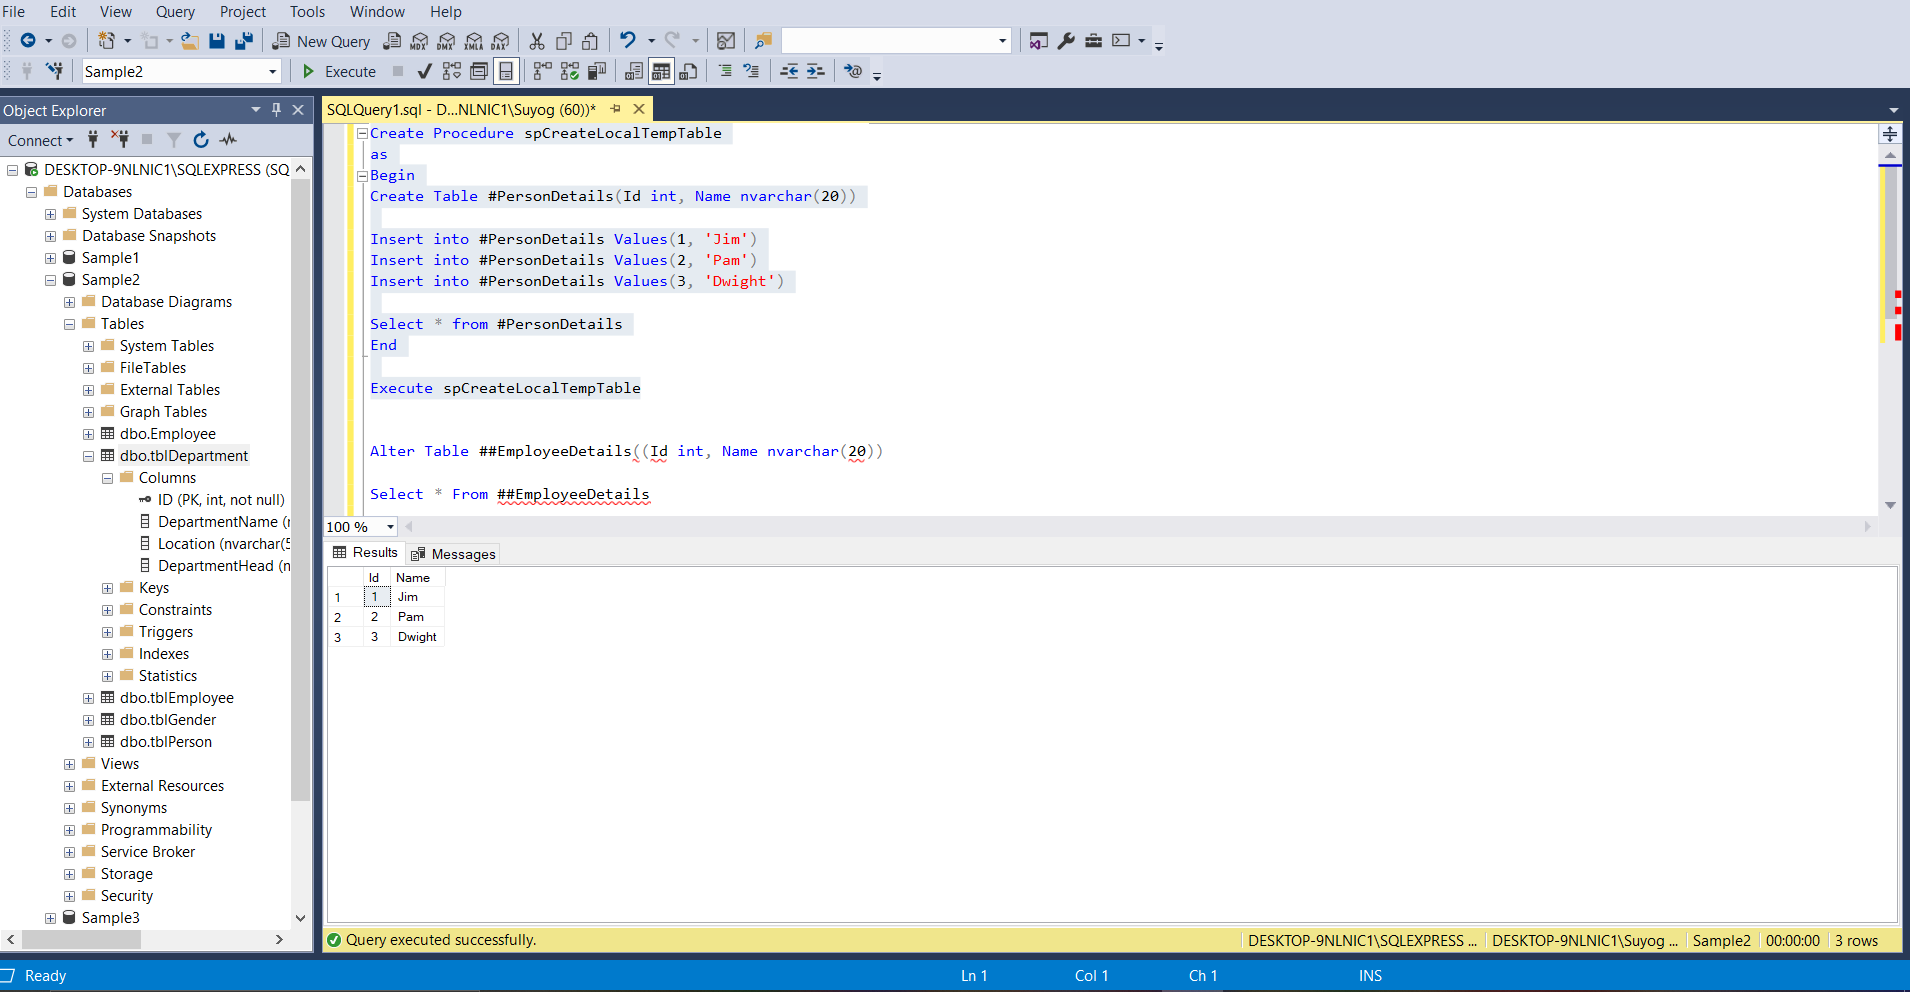 File Edit View Query Project Tools Window Help
New Query MDX DMX XMLA DAX
Sample2 Execute
Object Explorer
Connect
DESKTOP-9NLNIC1\SQLEXPRESS (SQ
Databases
System Databases
Database Snapshots
Sample1
Sample2
Database Diagrams
Tables
System Tables
FileTables
External Tables
Graph Tables
dbo.Employee
dbo.tblDepartment
Columns
ID (PK, int, not null)
DepartmentName (n
Location (nvarchar(5
DepartmentHead (n
Keys
Constraints
Triggers
Indexes
Statistics
dbo.tblEmployee
dbo.tblGender
dbo.tblPerson
Views
External Resources
Synonyms
Programmability
Service Broker
Storage
Security
Sample3
SQLQuery1.sql - D...NLNIC1\Suyog (60))*
Create Procedure spCreateLocalTempTable
as
Begin
Create Table #PersonDetails(Id int, Name nvarchar(20))
Insert into #PersonDetails Values(1, 'Jim')
Insert into #PersonDetails Values(2, 'Pam')
Insert into #PersonDetails Values(3, 'Dwight')
Select * from #PersonDetails
End
Execute spCreateLocalTempTable
Alter Table ##EmployeeDetails((Id int, Name nvarchar(20))
Select * From ##EmployeeDetails
100 %
Results Messages
Id Name
1 1 Jim
2 2 Pam
3 3 Dwight
Query executed successfully. DESKTOP-9NLNIC1\SQLEXPRESS ... DESKTOP-9NLNIC1\Suyog ... Sample2 00:00:00 3 rows
Ready Ln 1 Col 1 Ch 1 INS